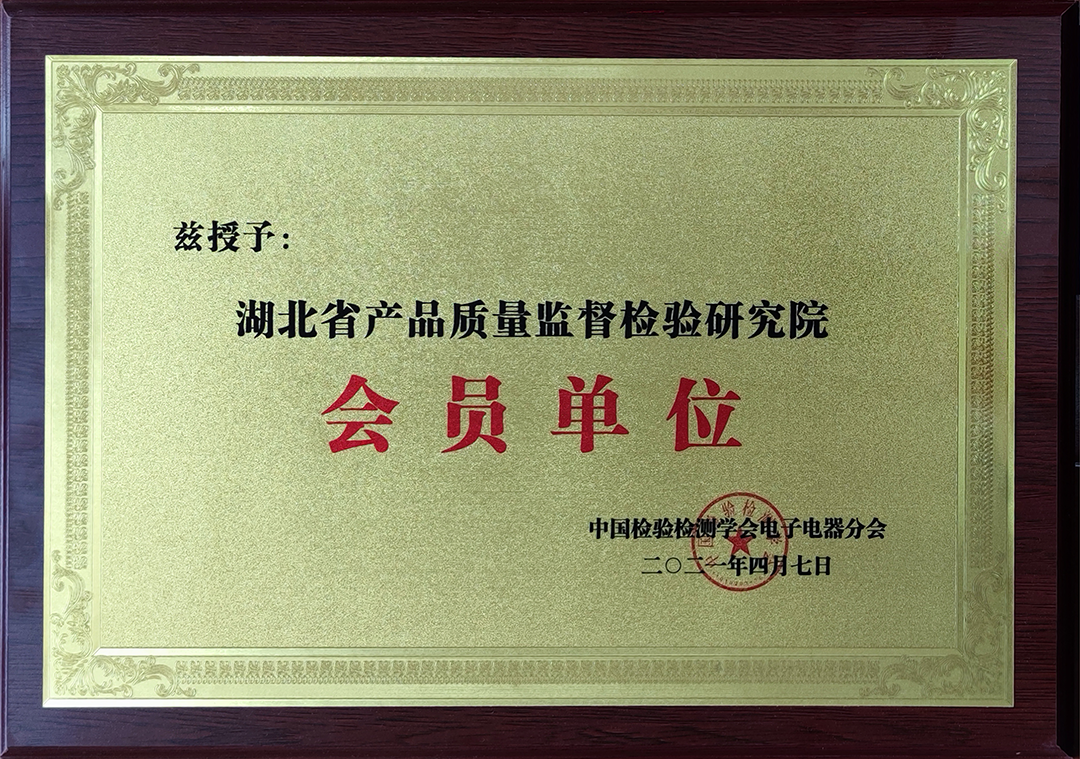 兹授予：
湖北省产品质量监督检验研究院
会员单位
中国检验检测学会电子电器分会
二〇二一年四月七日